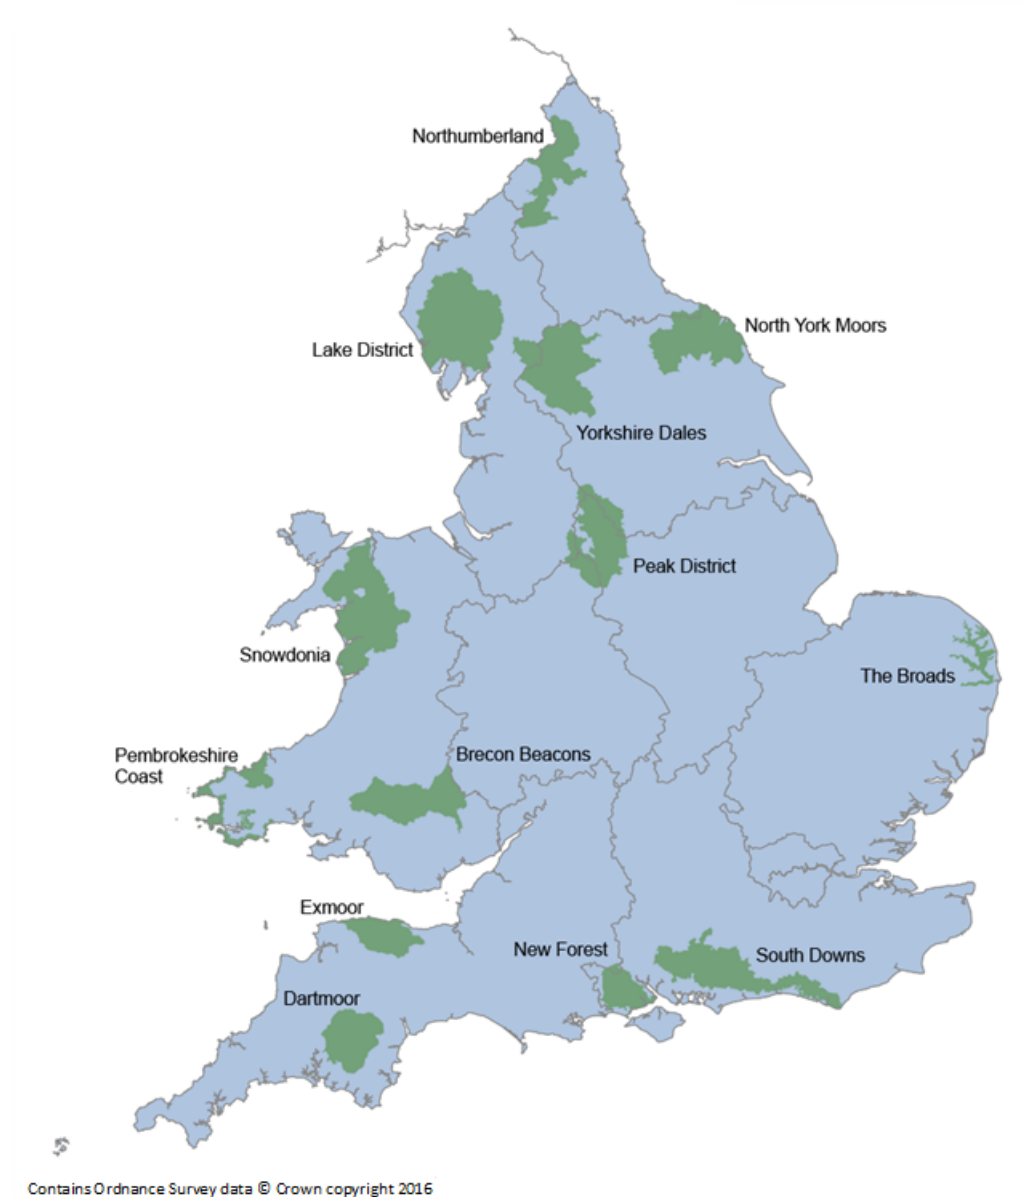 Northumberland
North York Moors
Lake District
Yorkshire Dales
Peak District
Snowdonia
The Broads
Pembrokeshire
Coast
Brecon Beacons
Exmoor
New Forest
South Downs
Dartmoor
Contains Ordnance Survey data © Crown copyright 2016